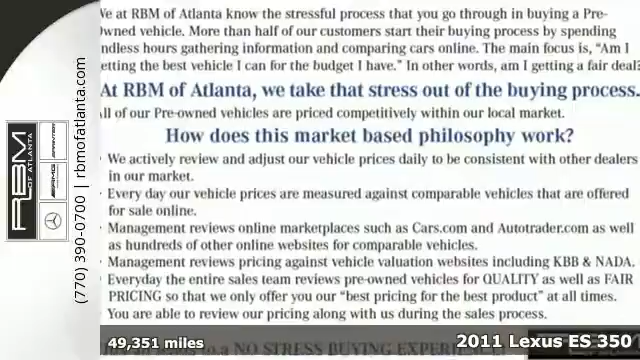 We at RBM of Atlanta know the stressful process that you go through in buying a Pre-
Owned vehicle. More than half of our customers start their buying process by spending
endless hours gathering information and comparing cars online. The main focus is, "Am I
getting the best vehicle I can for the budget I have." In other words, am I getting a fair deal?
At RBM of Atlanta, we take that stress out of the buying process.
All of our Pre-owned vehicles are priced competitively within our local market.
How does this market based philosophy work?
· We actively review and adjust our vehicle prices daily to be consistent with other dealers
in our market.
· Every day our vehicle prices are measured against comparable vehicles that are offered
for sale online.
· Management reviews online marketplaces such as Cars.com and Autotrader.com as well
as hundreds of other online websites for comparable vehicles.
· Management reviews pricing against vehicle valuation websites including KBB & NADA.
· Everyday the entire sales team reviews pre-owned vehicles for QUALITY as well as FAIR
PRICING so that we only offer you our "best pricing for the best product" at all times.
· You are able to review our pricing along with us during the sales process.
NO STRESS BUYING
RBM
OF ATLANTA
(770) 390-0700 | rbmofatlanta.com
49,351 miles
2011 Lexus ES 350